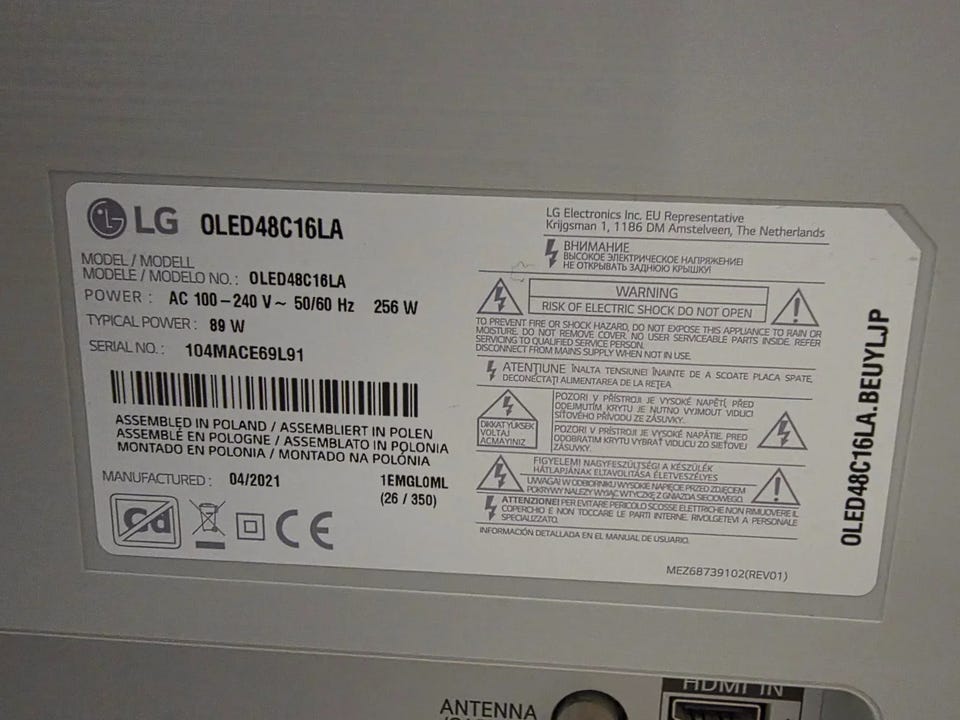 LG OLED48C16LA
MODEL / MODELL
MODÈLE / MODELO NO.: OLED48C16LA
POWER : AC 100-240 V~ 50/60 Hz 256 W
TYPICAL POWER : 89 W
SERIAL NO.: 104MACE69L91
ASSEMBLED IN POLAND / ASSEMBLIERT IN POLEN
ASSEMBLÉ EN POLOGNE / ASSEMBLATO IN POLONIA
MONTADO EN POLONIA / MONTADO NA POLÓNIA
MANUFACTURED : 04/2021 1EMGL0ML
(26 / 350)
Cd
CE
LG Electronics Inc. EU Representative
Krijgsman 1, 1186 DM Amstelveen, The Netherlands
ВНИМАНИЕ
ВЫСОКОЕ ЭЛЕКТРИЧЕСКОЕ НАПРЯЖЕНИЕ!
НЕ ОТКРЫВАТЬ ЗАДНЮЮ КРЫШКУ!
WARNING
RISK OF ELECTRIC SHOCK DO NOT OPEN
TO PREVENT FIRE OR SHOCK HAZARD, DO NOT EXPOSE THIS APPLIANCE TO RAIN OR
MOISTURE. DO NOT REMOVE COVER. NO USER SERVICEABLE PARTS INSIDE. REFER
SERVICING TO QUALIFIED SERVICE PERSON.
DISCONNECT FROM MAINS SUPPLY WHEN NOT IN USE.
ATENŢIUNE ÎNALTA TENSIUNE! ÎNAINTE DE A SCOATE PLACA SPATE,
DECONECTAŢI ALIMENTAREA DE LA REŢEA
DIKKAT YUKSEK
VOLTAJ
ACMAYINIZ
POZOR! V PŘÍSTROJI JE VYSOKÉ NAPĚTÍ, PŘED
ODEJMUTÍM KRYTU JE NUTNO VYJMOUT VIDLICI
SÍŤOVÉHO PŘÍVODU ZE ZÁSUVKY.
POZOR! V PRÍSTROJI JE VYSOKÉ NAPÄTIE. PRED
ODOBRATIM KRYTU VYBRAŤ VIDLICU ZO SIEŤOVEJ
ZÁSUVKY.
FIGYELEM! NAGYFESZÜLTSÉG! A KÉSZÜLÉK
HÁTLAPJÁNAK ELTÁVOLÍTÁSA ÉLETVESZÉLYES
UWAGA! W ODBIORNIKU WYSOKIE NAPIĘCIE PRZED ZDJĘCIEM
POKRYWY NALEŻY WYJĄĆ WTYCZKĘ Z GNIAZDA SIECIOWEGO
ATTENZIONE! PER EVITARE PERICOLO SCOSSE ELETTRICHE NON RIMUOVERE IL
COPERCHIO E NON TOCCARE LE PARTI INTERNE. RIVOLGETEVI A PERSONALE
SPECIALIZZATO.
INFORMACIÓN DETALLADA EN EL MANUAL DE USUARIO.
MEZ68739102(REV01)
OLED48C16LA.BEUYLJP
ANTENNA
HDMI IN